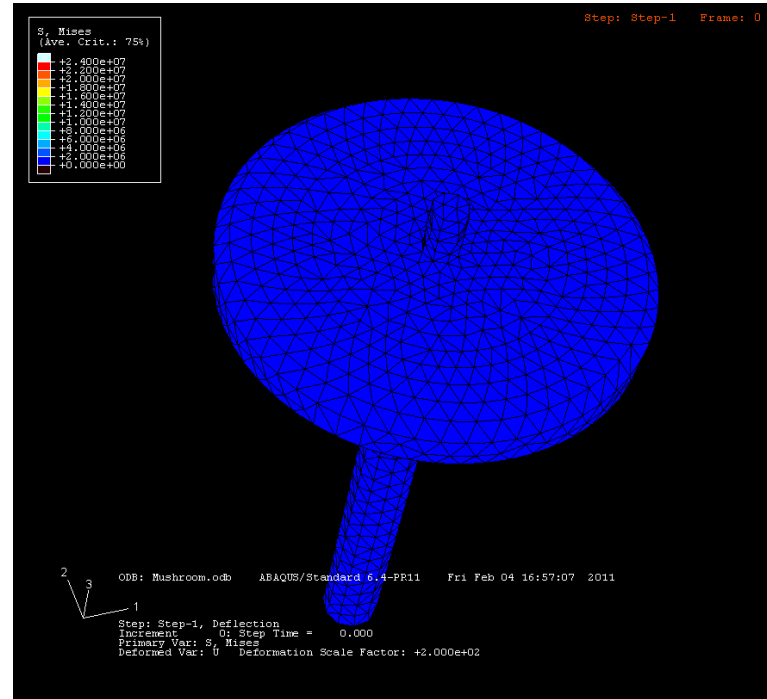 Step: Step-1 Frame: 0
S, Mises
(Ave. Crit.: 75%)
+2.400e+07
+2.200e+07
+2.000e+07
+1.800e+07
+1.600e+07
+1.400e+07
+1.200e+07
+1.000e+07
+8.000e+06
+6.000e+06
+4.000e+06
+2.000e+06
+0.000e+00
2
3
1
ODB: Mushroom.odb ABAQUS/Standard 6.4-PR11 Fri Feb 04 16:57:07 2011
Step: Step-1, Deflection
Increment 0: Step Time = 0.000
Primary Var: S, Mises
Deformed Var: U Deformation Scale Factor: +2.000e+02